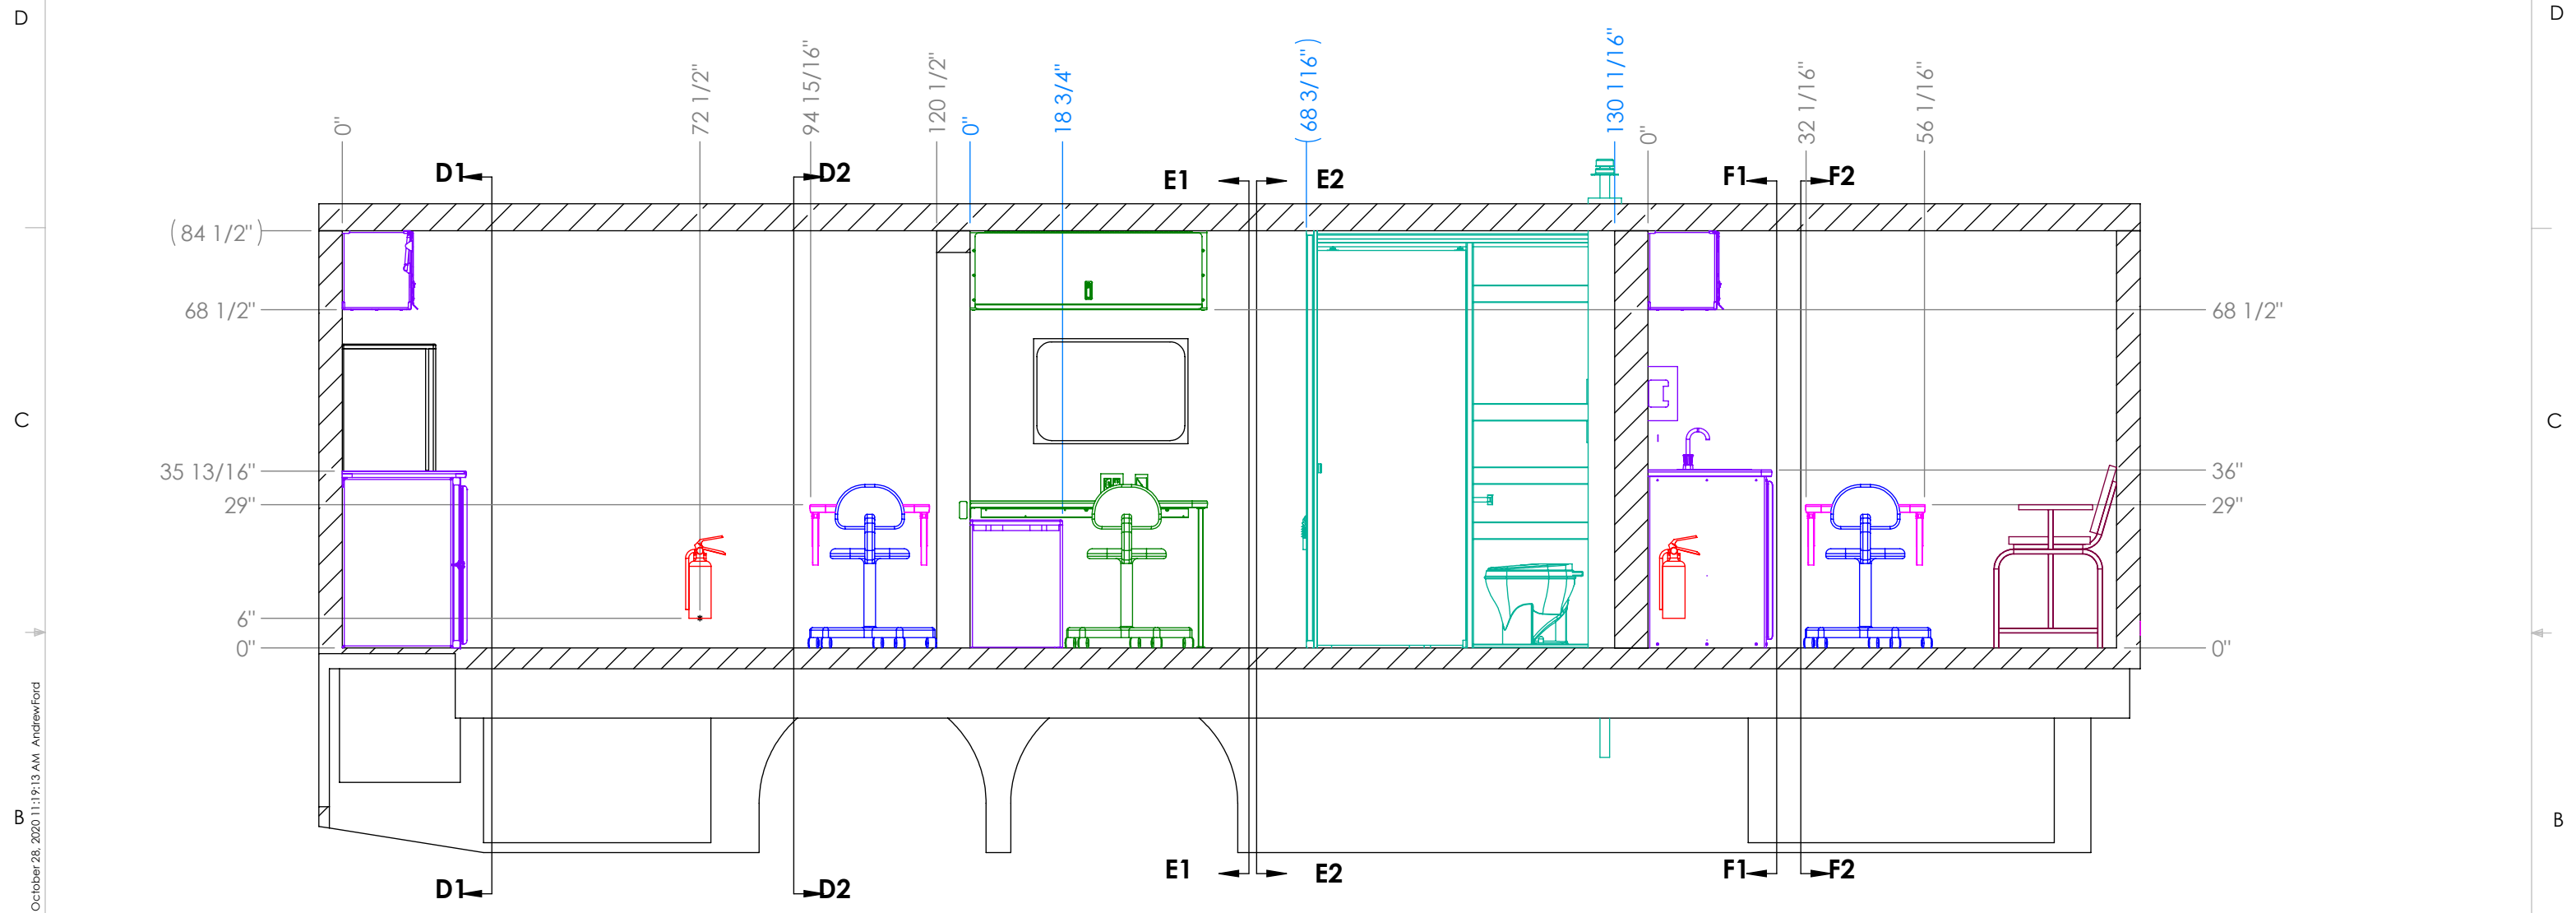 D
D
0"
72 1/2"
94 15/16"
120 1/2"
0"
18 3/4"
( 68 3/16" )
130 11/16"
0"
32 1/16"
56 1/16"
D1
D2
E1
E2
F1
F2
( 84 1/2" )
68 1/2"
68 1/2"
C
C
35 13/16"
36"
29"
29"
6"
0"
0"
October 28, 2020 11:19:13 AM AndrewFord
B
B
D1
D2
E1
E2
F1
F2